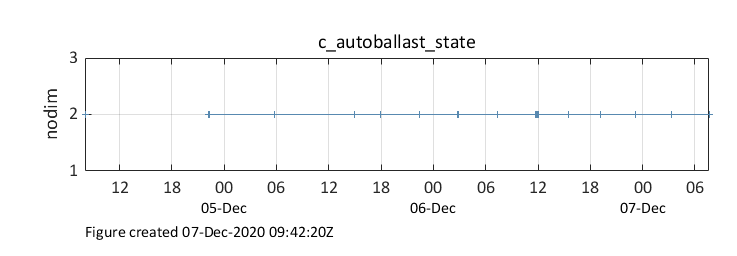 c_autoballast_state
nodim
3
2
1
12 18 00 06 12 18 00 06 12 18 00 06
05-Dec 06-Dec 07-Dec
Figure created 07-Dec-2020 09:42:20Z